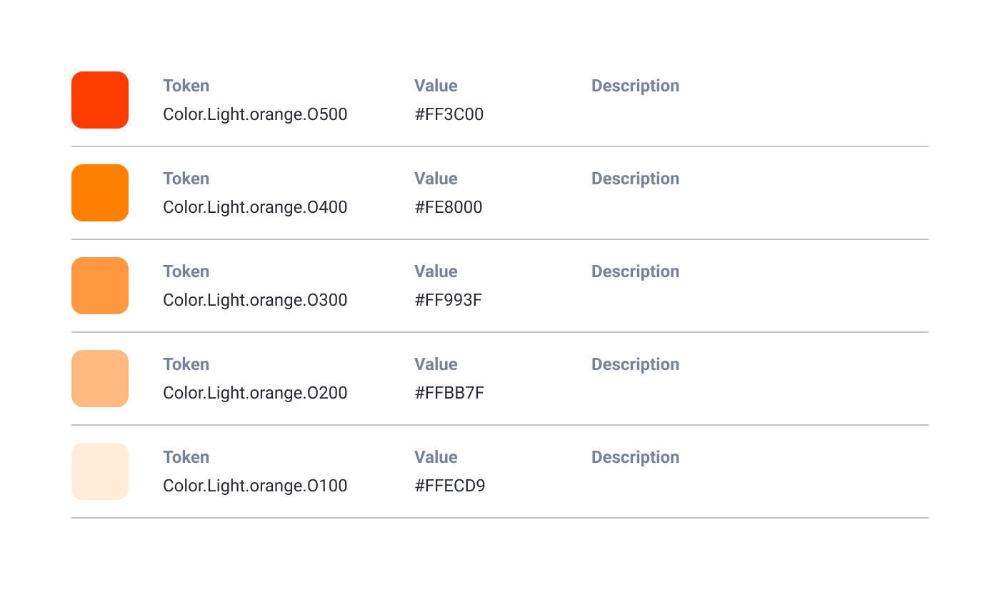 Token Value Description
Color.Light.orange.O500 #FF3C00
Token Value Description
Color.Light.orange.O400 #FE8000
Token Value Description
Color.Light.orange.O300 #FF993F
Token Value Description
Color.Light.orange.O200 #FFBB7F
Token Value Description
Color.Light.orange.O100 #FFECD9